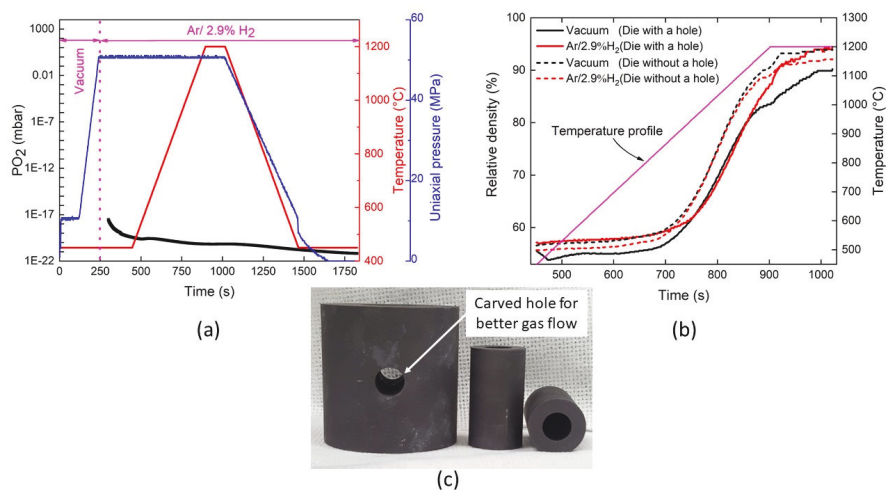 Ar/ 2.9% H2
Vacuum
1000
0.01
1E-7
1E-12
1E-17
1E-22
PO2 (mbar)
0
250
500
750
1000
1250
1500
1750
Time (s)
1200
1000
800
600
400
Temperature (°C)
60
50
40
30
20
10
0
Uniaxial pressure (MPa)
(a)
Vacuum (Die with a hole)
Ar/2.9%H2(Die with a hole)
Vacuum (Die without a hole)
Ar/2.9%H2(Die without a hole)
Temperature profile
100
90
80
70
60
Relative density (%)
500
600
700
800
900
1000
Time (s)
1300
1200
1100
1000
900
800
700
600
500
Temperature (°C)
(b)
Carved hole for
better gas flow
(c)